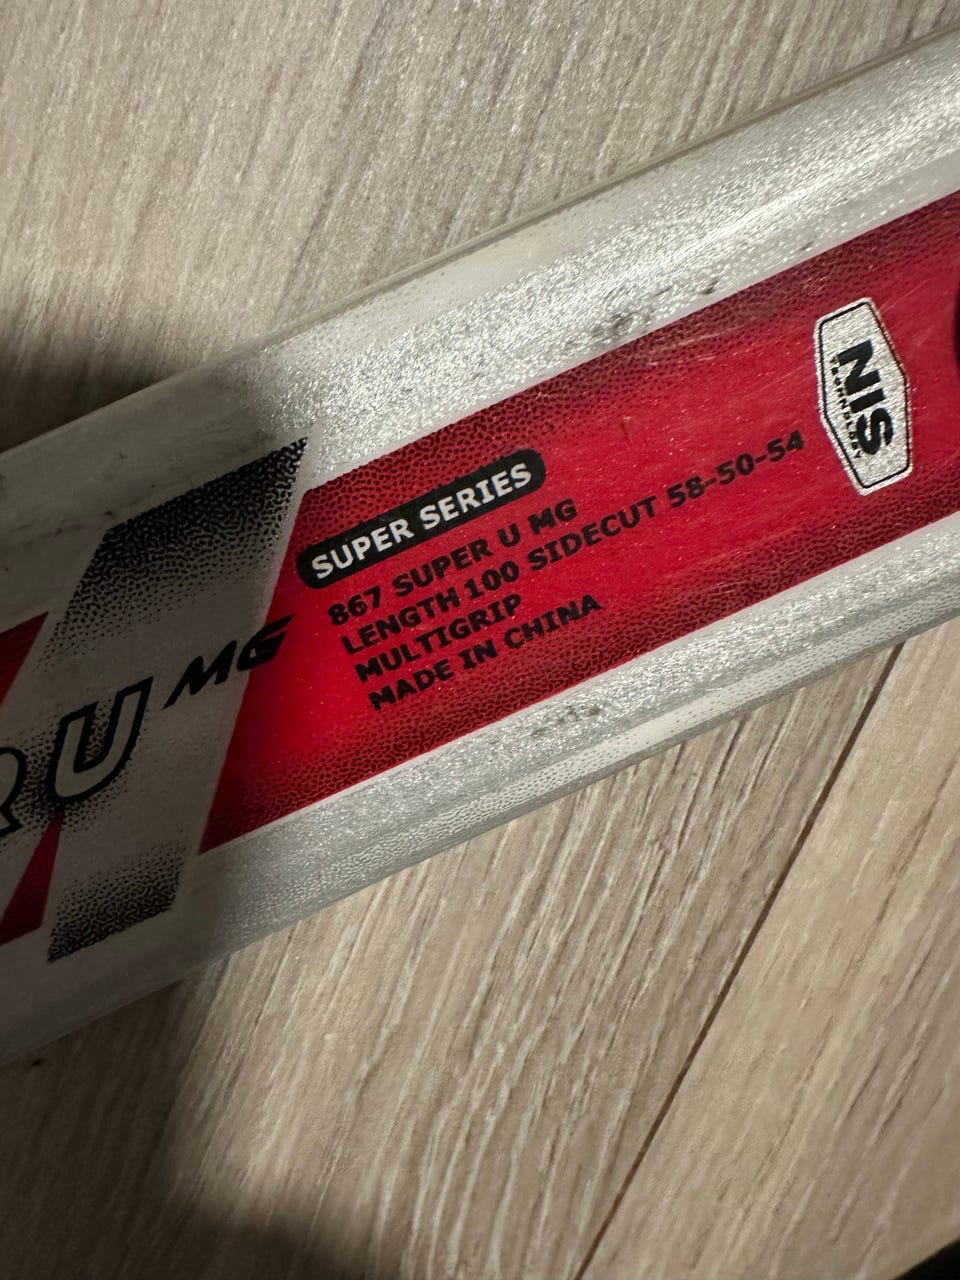 SUPER SERIES
867 SUPER U MG
LENGTH 100 SIDECUT 58-50-54
MULTIGRIP
MADE IN CHINA
NIS
U MG